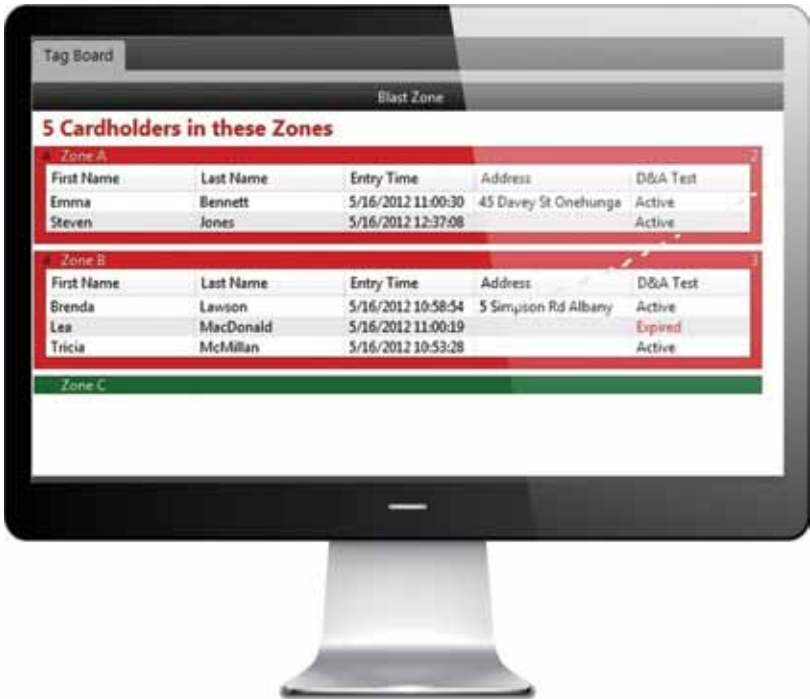 Tag Board
Blast Zone
5 Cardholders in these Zones
Zone A 2
First Name Last Name Entry Time Address D&A Test
Emma Bennett 5/16/2012 11:00:30 45 Davey St Onehunga Active
Steven Jones 5/16/2012 12:37:08 Active
Zone B 3
First Name Last Name Entry Time Address D&A Test
Brenda Lawson 5/16/2012 10:58:54 5 Simpson Rd Albany Active
Lea MacDonald 5/16/2012 11:00:19 Expired
Tricia McMillan 5/16/2012 10:53:28 Active
Zone C